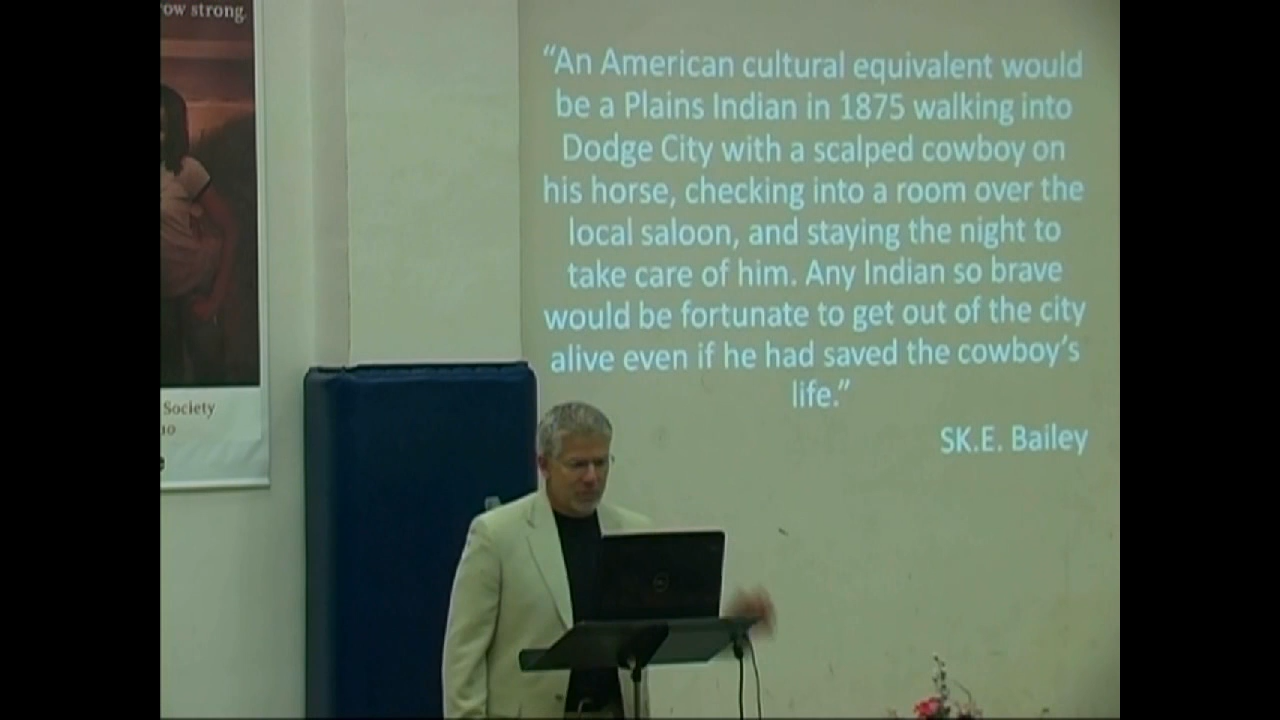 ow strong.
"An American cultural equivalent would
be a Plains Indian in 1875 walking into
Dodge City with a scalped cowboy on
his horse, checking into a room over the
local saloon, and staying the night to
take care of him. Any Indian so brave
would be fortunate to get out of the city
alive even if he had saved the cowboy's
life."
SK.E. Bailey
Society